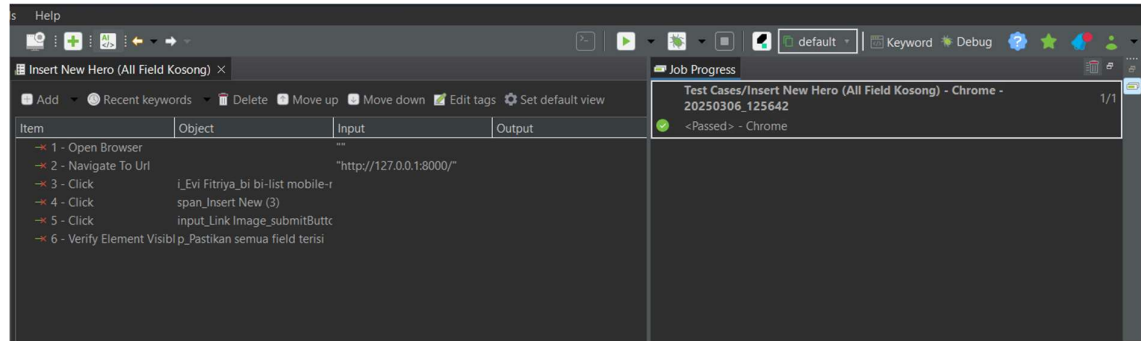 s Help
default Keyword Debug
Insert New Hero (All Field Kosong)
Job Progress
Add Recent keywords Delete Move up Move down Edit tags Set default view
Test Cases/Insert New Hero (All Field Kosong) - Chrome -
20250306_125642
1/1
<Passed> - Chrome
Item Object Input Output
1 - Open Browser ""
2 - Navigate To Url "http://127.0.0.1:8000/"
3 - Click i_Evi Fitriya_bi bi-list mobile-r
4 - Click span_Insert New (3)
5 - Click input_Link Image_submitButtc
6 - Verify Element Visibl p_Pastikan semua field terisi